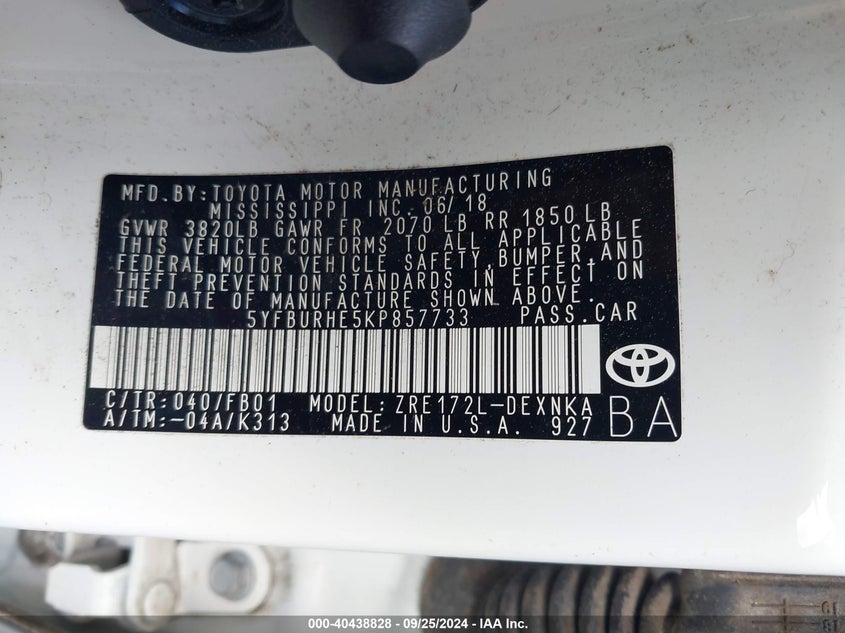 MFD.BY:TOYOTA MOTOR MANUFACTURING
MISSISSIPPI INC. 06/18
GVWR 3820LB GAWR FR 2070 LB RR 1850 LB
THIS VEHICLE CONFORMS TO ALL APPLICABLE
FEDERAL MOTOR VEHICLE SAFETY,BUMPER,AND
THEFT PREVENTION STANDARDS IN EFFECT ON
THE DATE OF MANUFACTURE SHOWN ABOVE.
5YFBURHE5KP857733 PASS.CAR
C/TR:040/FB01 MODEL:ZRE172L-DEXNKA
A/TM:-04A/K313 MADE IN U.S.A. 927 BA
000-40438828 - 09/25/2024 - IAA Inc.